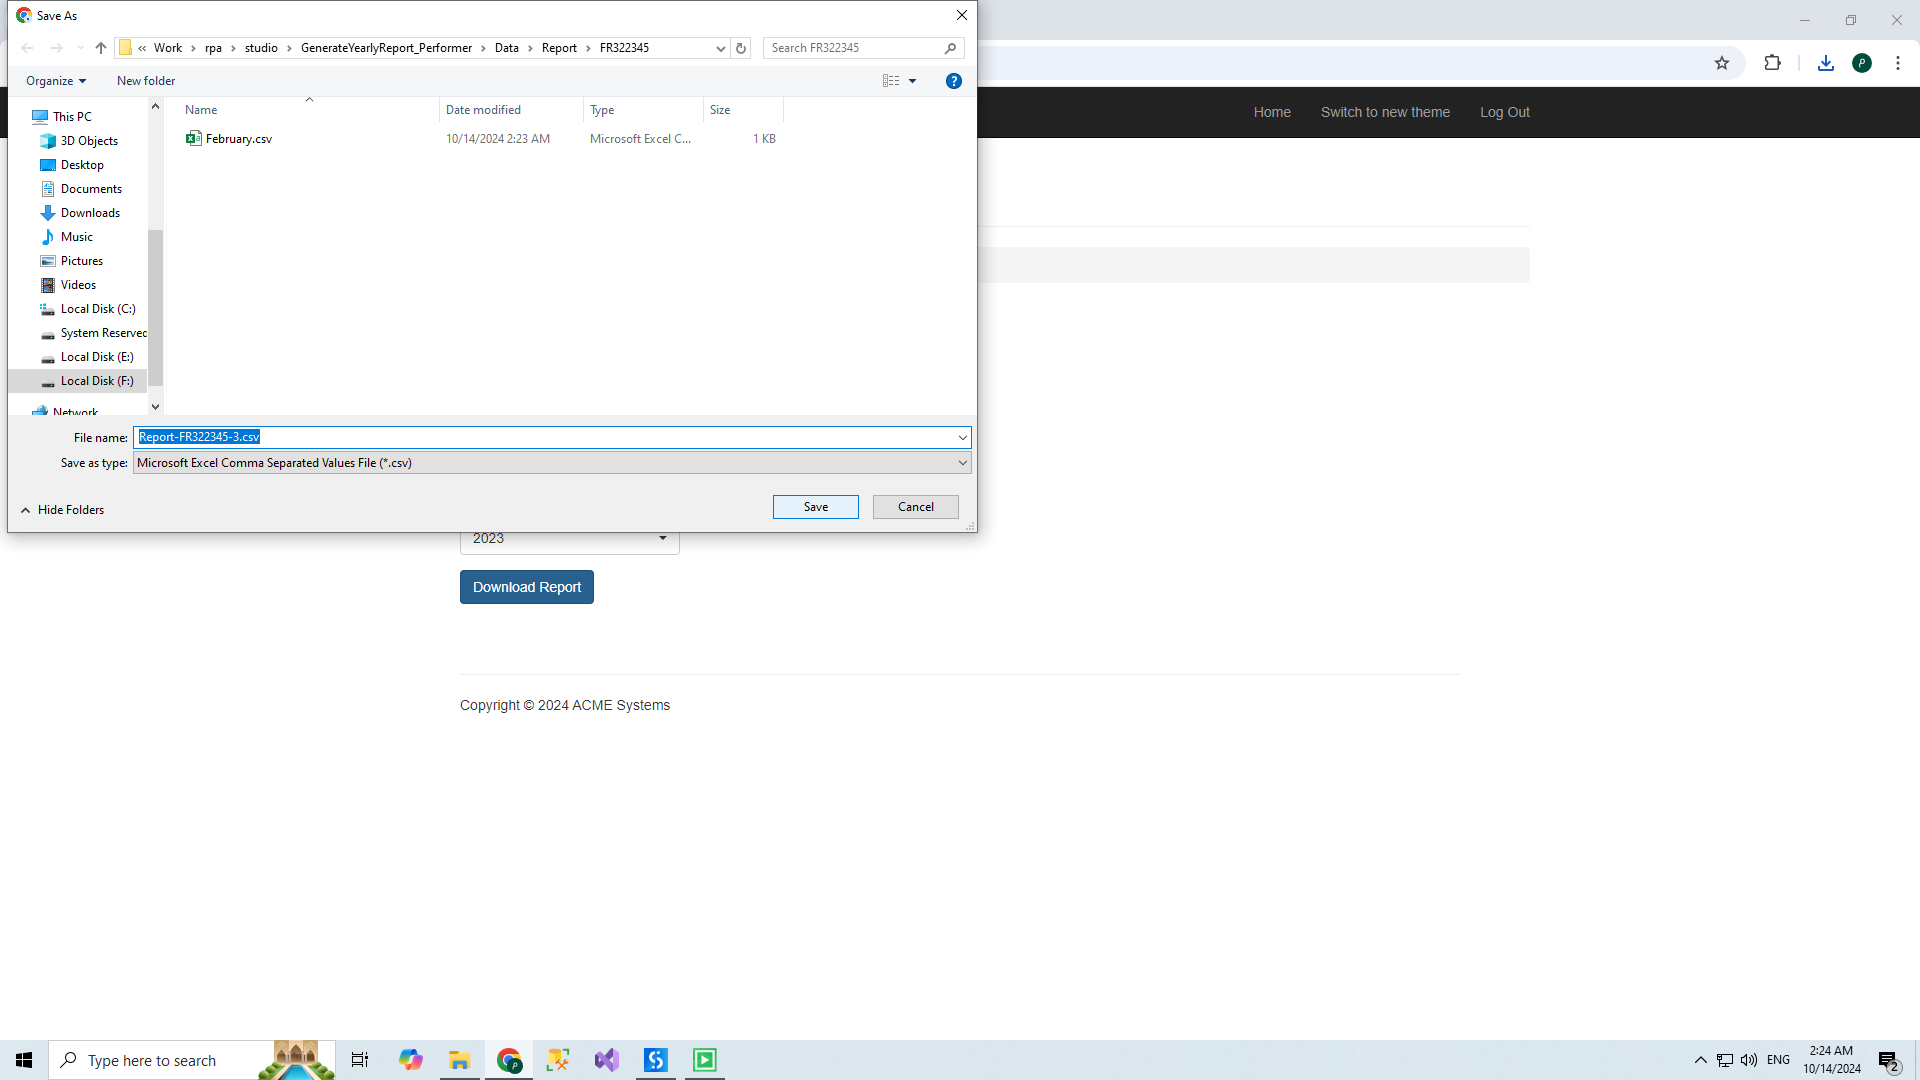 Save As
« Work › rpa › studio › GenerateYearlyReport_Performer › Data › Report › FR322345
Search FR322345
Organize
New folder
Name Date modified Type Size
February.csv 10/14/2024 2:23 AM Microsoft Excel C... 1 KB
This PC
3D Objects
Desktop
Documents
Downloads
Music
Pictures
Videos
Local Disk (C:)
System Reserved
Local Disk (E:)
Local Disk (F:)
Network
File name: Report-FR322345-3.csv
Save as type: Microsoft Excel Comma Separated Values File (*.csv)
Hide Folders
Save
Cancel
Home
Switch to new theme
Log Out
2023
Download Report
Copyright © 2024 ACME Systems
Type here to search
ENG
2:24 AM
10/14/2024
2